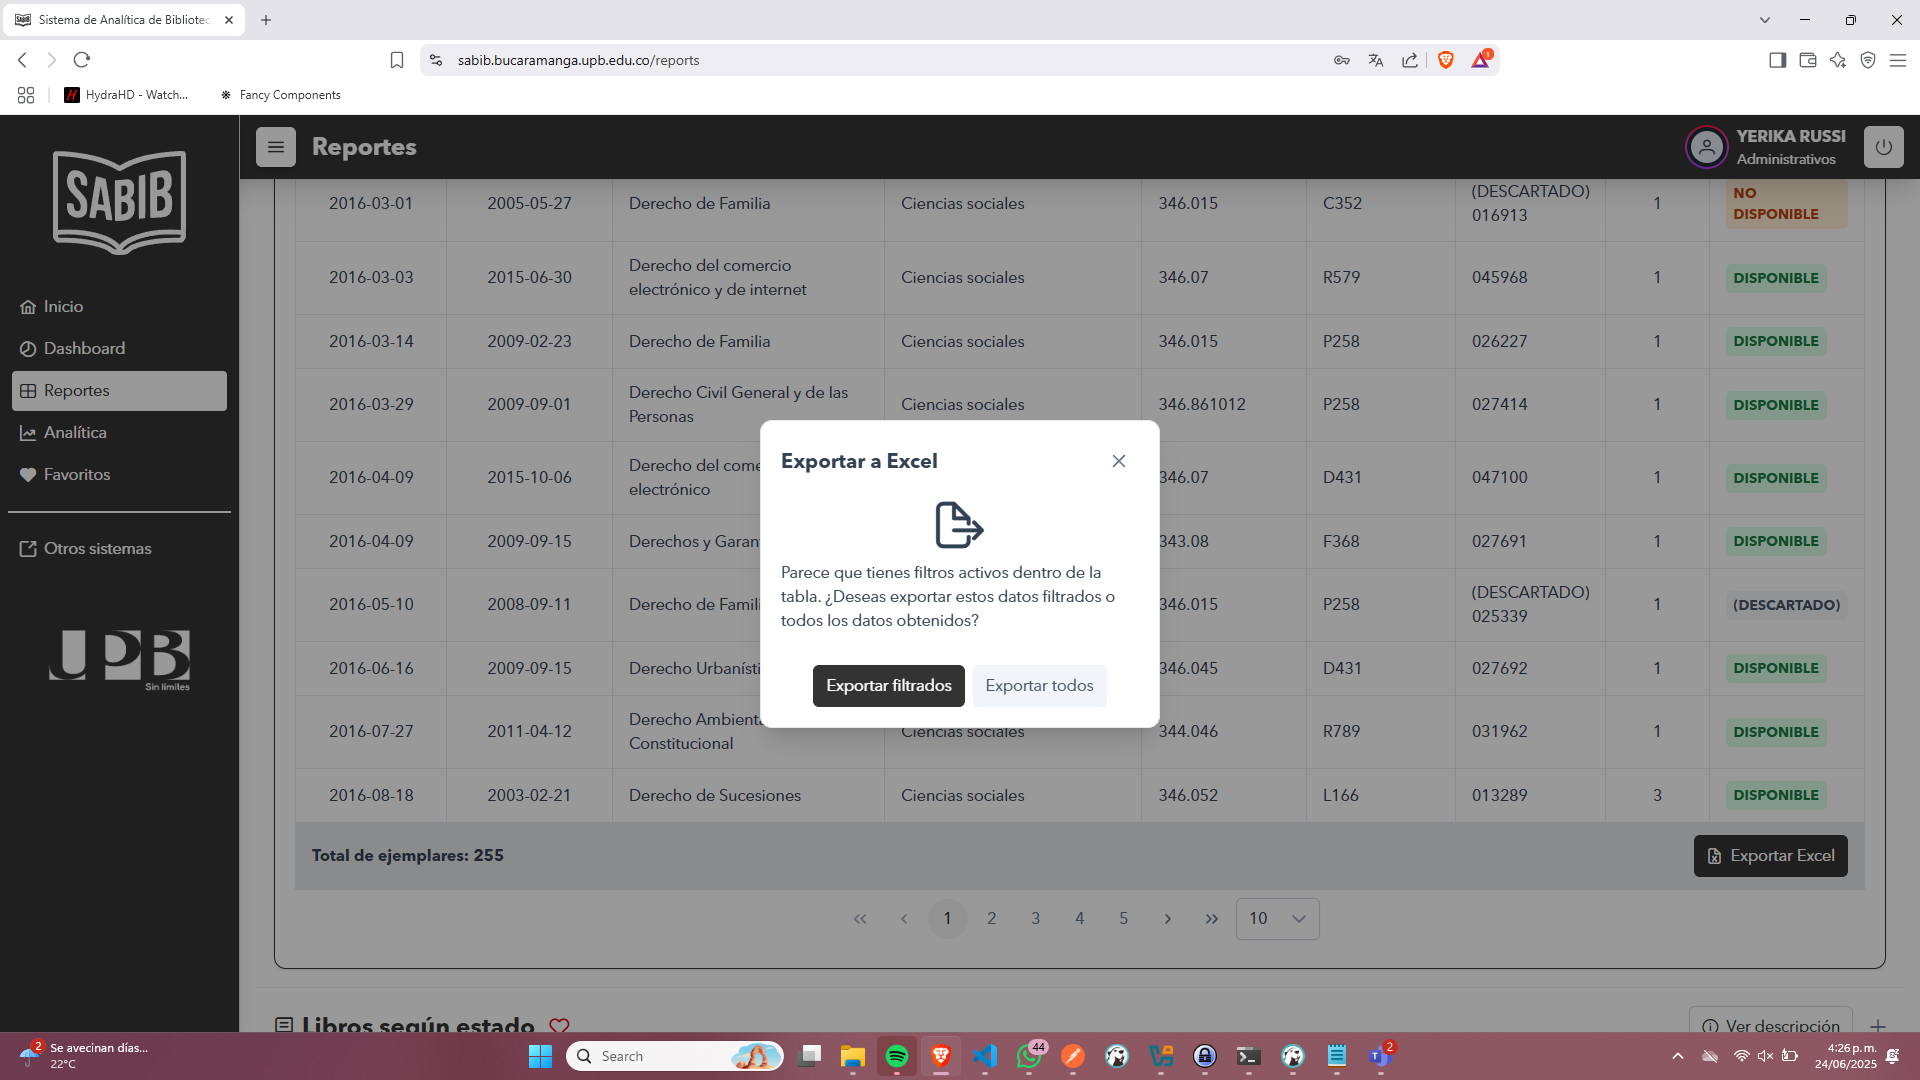 Sistema de Analítica de Bibliotec
sabib.bucaramanga.upb.edu.co/reports
1
HydraHD - Watch...
Fancy Components
SABIB
Reportes
YERIKA RUSSI
Administrativos
Inicio
Dashboard
Reportes
Analítica
Favoritos
Otros sistemas
UPB
Sin límites
2016-03-01 2005-05-27 Derecho de Familia Ciencias sociales 346.015 C352 (DESCARTADO) 016913 1 NO DISPONIBLE
2016-03-03 2015-06-30 Derecho del comercio electrónico y de internet Ciencias sociales 346.07 R579 045968 1 DISPONIBLE
2016-03-14 2009-02-23 Derecho de Familia Ciencias sociales 346.015 P258 026227 1 DISPONIBLE
2016-03-29 2009-09-01 Derecho Civil General y de las Personas Ciencias sociales 346.861012 P258 027414 1 DISPONIBLE
2016-04-09 2015-10-06 Derecho del come electrónico 346.07 D431 047100 1 DISPONIBLE
2016-04-09 2009-09-15 Derechos y Garan 343.08 F368 027691 1 DISPONIBLE
2016-05-10 2008-09-11 Derecho de Famili 346.015 P258 (DESCARTADO) 025339 1 (DESCARTADO)
2016-06-16 2009-09-15 Derecho Urbanísti 346.045 D431 027692 1 DISPONIBLE
2016-07-27 2011-04-12 Derecho Ambienta Constitucional Ciencias sociales 344.046 R789 031962 1 DISPONIBLE
2016-08-18 2003-02-21 Derecho de Sucesiones Ciencias sociales 346.052 L166 013289 3 DISPONIBLE
Exportar a Excel
Parece que tienes filtros activos dentro de la
tabla. ¿Deseas exportar estos datos filtrados o
todos los datos obtenidos?
Exportar filtrados Exportar todos
Total de ejemplares: 255
Exportar Excel
1 2 3 4 5 10
Libros según estado
Ver descripción
2
Se avecinan días...
22°C
Search
44
2
4:26 p. m.
24/06/2025